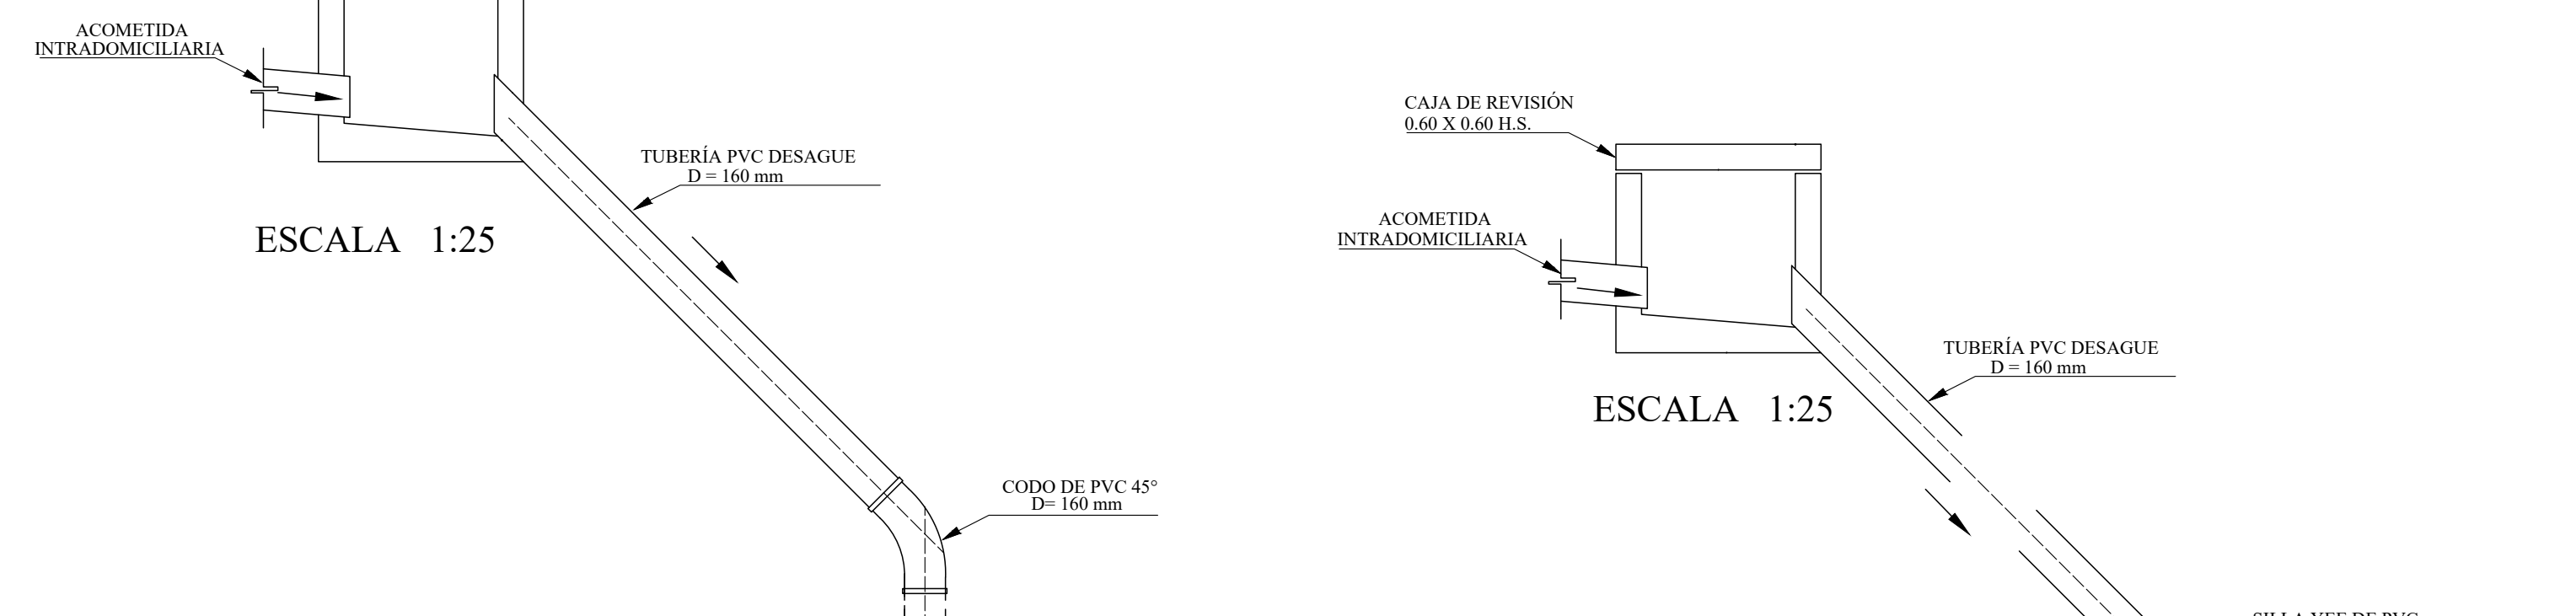 ACOMETIDA
INTRADOMICILIARIA
TUBERÍA PVC DESAGUE
D = 160 mm
ESCALA 1:25
CODO DE PVC 45°
D= 160 mm
CAJA DE REVISIÓN
0.60 X 0.60 H.S.
ACOMETIDA
INTRADOMICILIARIA
TUBERÍA PVC DESAGUE
D = 160 mm
ESCALA 1:25